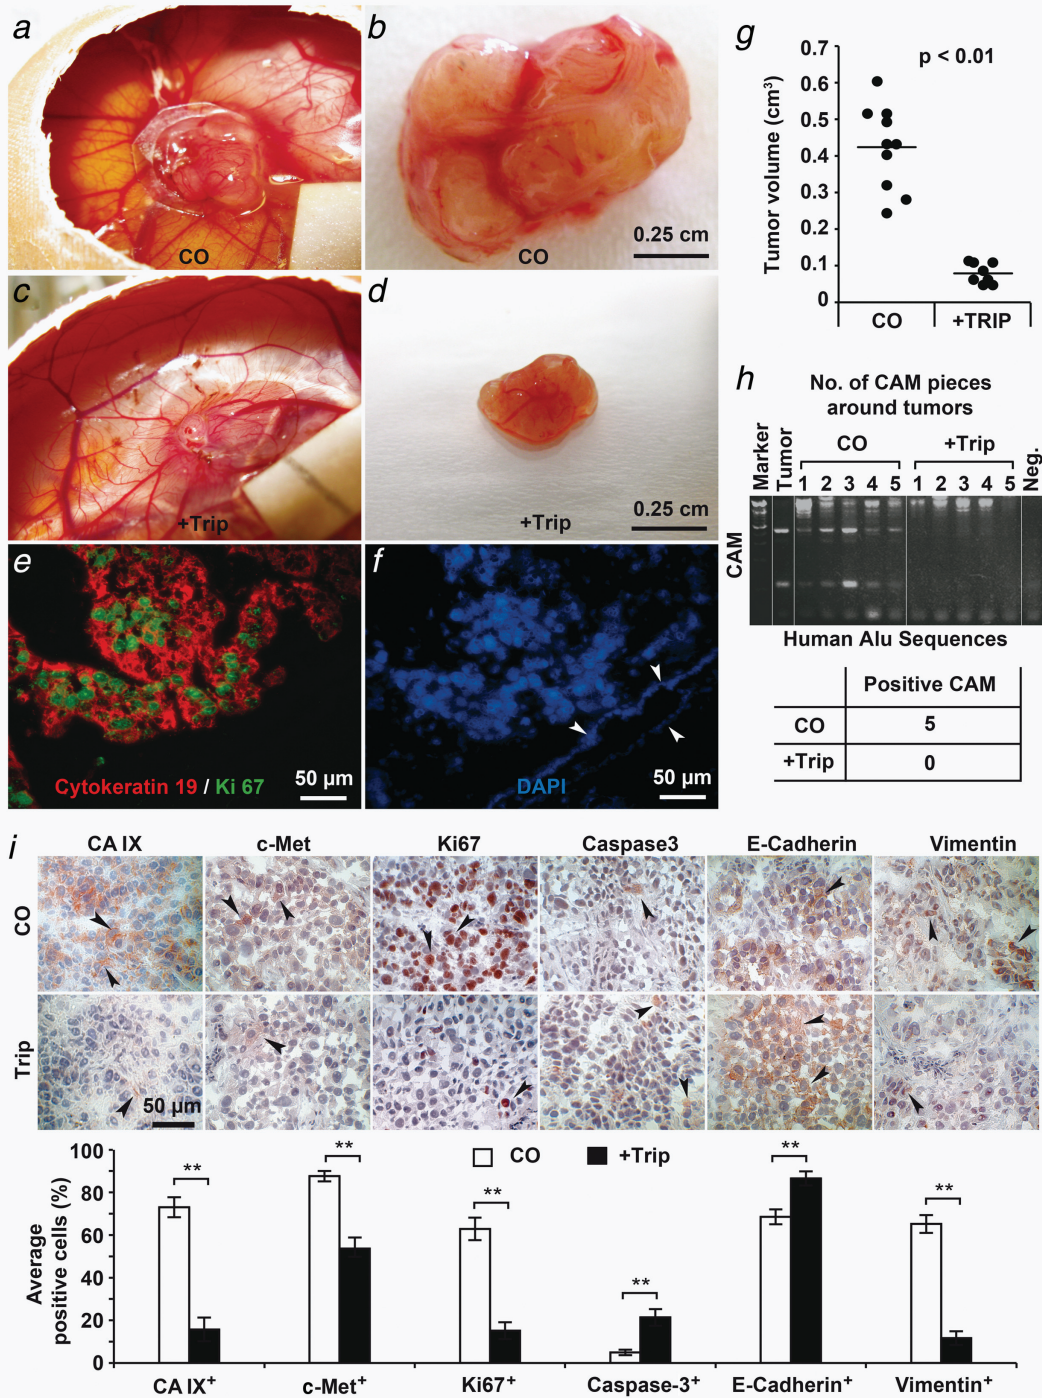 a
CO
b
CO
0.25 cm
c
+Trip
d
+Trip
0.25 cm
e
Cytokeratin 19 / Ki 67
50 µm
f
DAPI
50 µm
g
p < 0.01
Tumor volume (cm³)
0.7
0.6
0.5
0.4
0.3
0.2
0.1
0
CO +TRIP
h
No. of CAM pieces
around tumors
Marker
Tumor
CO +Trip
Neg.
1 2 3 4 5 1 2 3 4 5
CAM
Human Alu Sequences
Positive CAM
CO 5
+Trip 0
i
CA IX c-Met Ki67 Caspase3 E-Cadherin Vimentin
CO
Trip
50 µm
Average
positive cells (%)
100
80
60
40
20
0
CO +Trip
** ** ** ** ** **
CA IX⁺ c-Met⁺ Ki67⁺ Caspase-3⁺ E-Cadherin⁺ Vimentin⁺